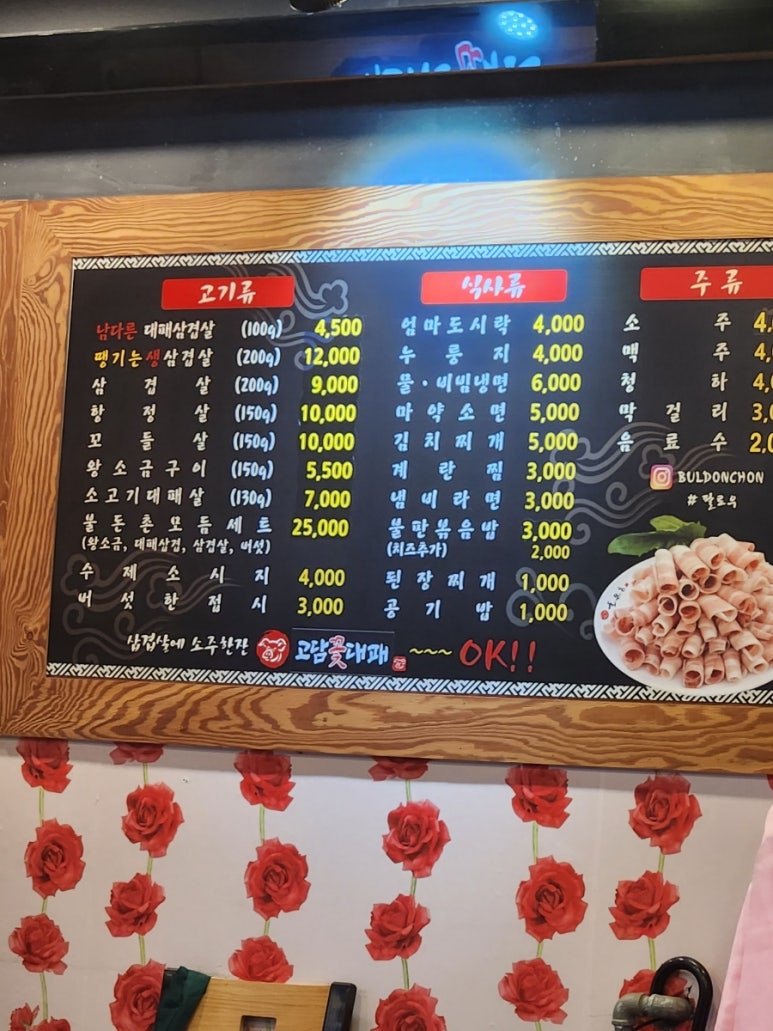 고기류
남다른 대패삼겹살 (100g) 4,500
땡기는 생삼겹살 (200g) 12,000
삼겹살 (200g) 9,000
항정살 (150g) 10,000
꼬들살 (150g) 10,000
왕소금구이 (150g) 5,500
소고기대패살 (130g) 7,000
불돈촌모듬세트 25,000
(왕소금, 대패삼겹, 삼겹살, 버섯)
수제소시지 4,000
버섯한접시 3,000
식사류
엄마도시락 4,000
누룽지 4,000
물·비빔냉면 6,000
마약소면 5,000
김치찌개 5,000
계란찜 3,000
냄비라면 3,000
불판볶음밥 3,000
(치즈추가) 2,000
된장찌개 1,000
공기밥 1,000
주류
소주 4,
맥주 4,
청하 4,
막걸리 3,
음료수 2,
BULDONCHON
#팔로우
삼겹살에 소주한잔 고담꽃대패 ~~~ OK!!